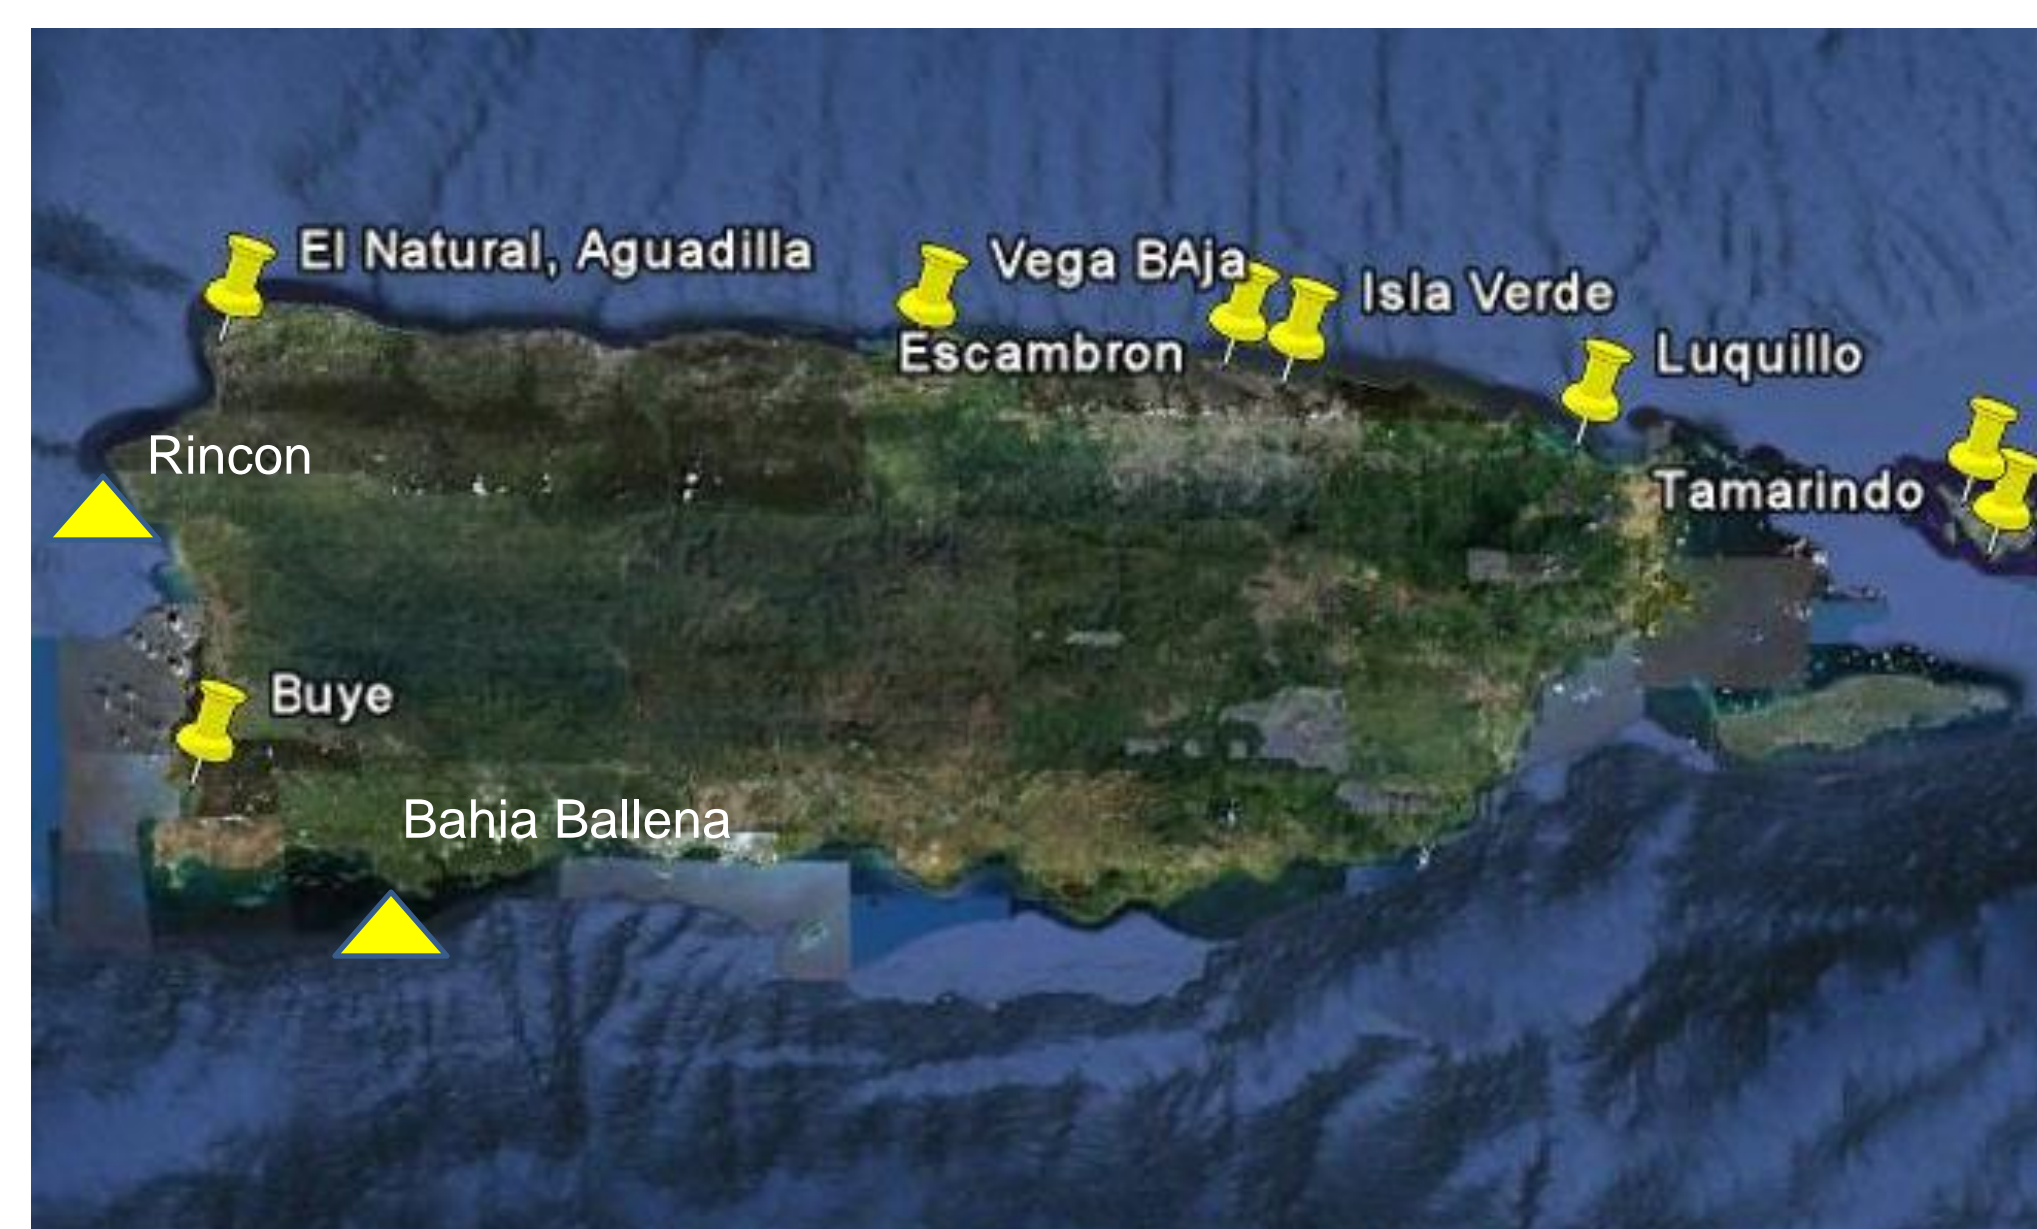 El Natural, Aguadilla
Vega BAja
Isla Verde
Escambron
Luquillo
Rincon
Tamarindo
Buye
Bahia Ballena